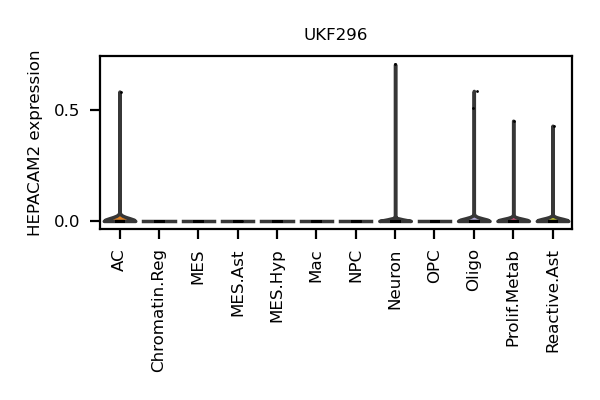 UKF296
HEPACAM2 expression
0.5
0.0
AC
Chromatin.Reg
MES
MES.Ast
MES.Hyp
Mac
NPC
Neuron
OPC
Oligo
Prolif.Metab
Reactive.Ast